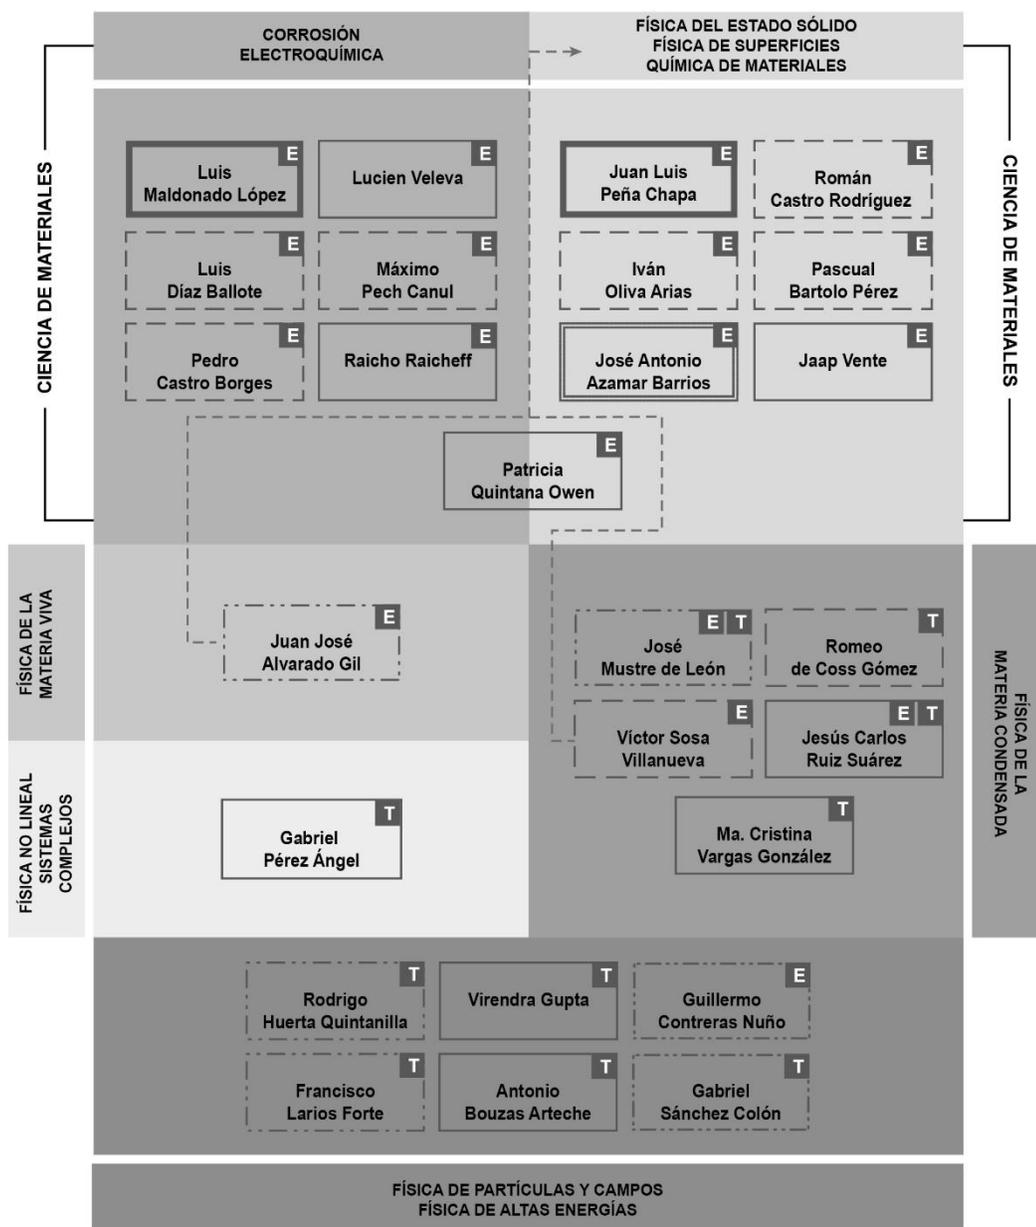 CORROSIÓN
ELECTROQUÍMICA
FÍSICA DEL ESTADO SÓLIDO
FÍSICA DE SUPERFICIES
QUÍMICA DE MATERIALES
CIENCIA DE MATERIALES
CIENCIA DE MATERIALES
E
Luis
Maldonado López
E
Lucien Veleva
E
Juan Luis
Peña Chapa
E
Román
Castro Rodríguez
E
Luis
Díaz Ballote
E
Máximo
Pech Canul
E
Iván
Oliva Arias
E
Pascual
Bartolo Pérez
E
Pedro
Castro Borges
E
Raicho Raicheff
E
José Antonio
Azamar Barrios
E
Jaap Vente
E
Patricia
Quintana Owen
FÍSICA DE LA
MATERIA VIVA
E
Juan José
Alvarado Gil
E T
José
Mustre de León
T
Romeo
de Coss Gómez
E
Víctor Sosa
Villanueva
E T
Jesús Carlos
Ruiz Suárez
FÍSICA DE LA
MATERIA CONDENSADA
FÍSICA NO LINEAL
SISTEMAS
COMPLEJOS
T
Gabriel
Pérez Ángel
T
Ma. Cristina
Vargas González
T
Rodrigo
Huerta Quintanilla
T
Virendra Gupta
E
Guillermo
Contreras Nuño
T
Francisco
Larios Forte
T
Antonio
Bouzas Arteche
T
Gabriel
Sánchez Colón
FÍSICA DE PARTÍCULAS Y CAMPOS
FÍSICA DE ALTAS ENERGÍAS